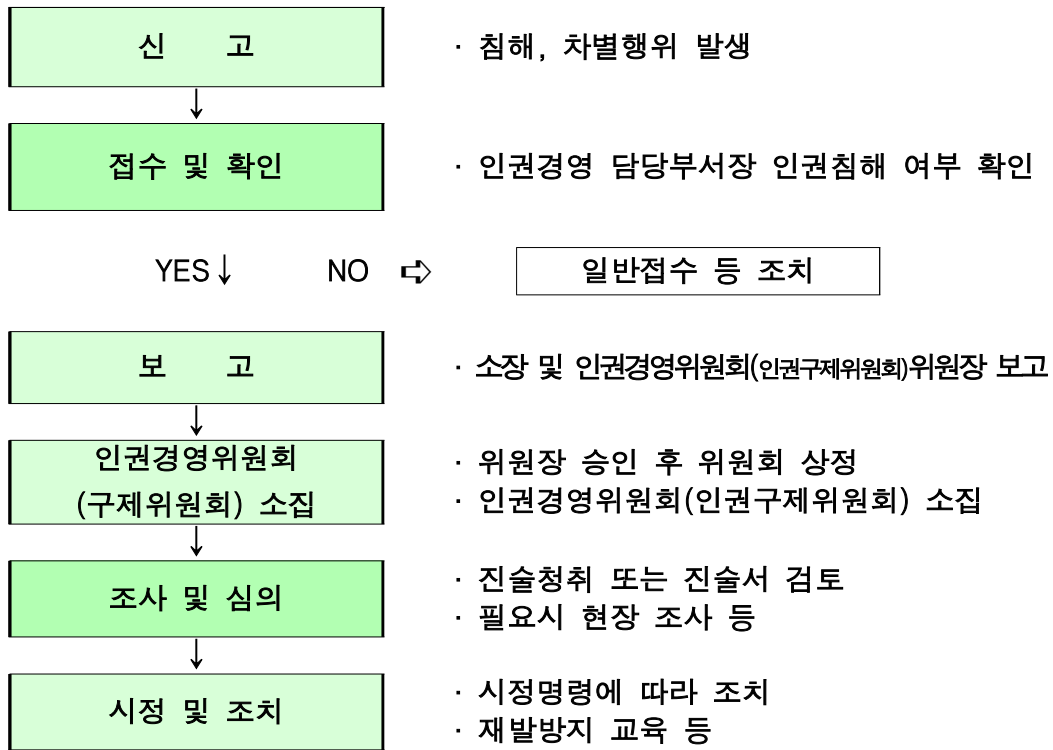 신 고
· 침해, 차별행위 발생
↓
접수 및 확인
· 인권경영 담당부서장 인권침해 여부 확인
YES↓ NO ➪ 일반접수 등 조치
보 고
· 소장 및 인권경영위원회(인권구제위원회)위원장 보고
↓
인권경영위원회
(구제위원회) 소집
· 위원장 승인 후 위원회 상정
· 인권경영위원회(인권구제위원회) 소집
↓
조사 및 심의
· 진술청취 또는 진술서 검토
· 필요시 현장 조사 등
↓
시정 및 조치
· 시정명령에 따라 조치
· 재발방지 교육 등